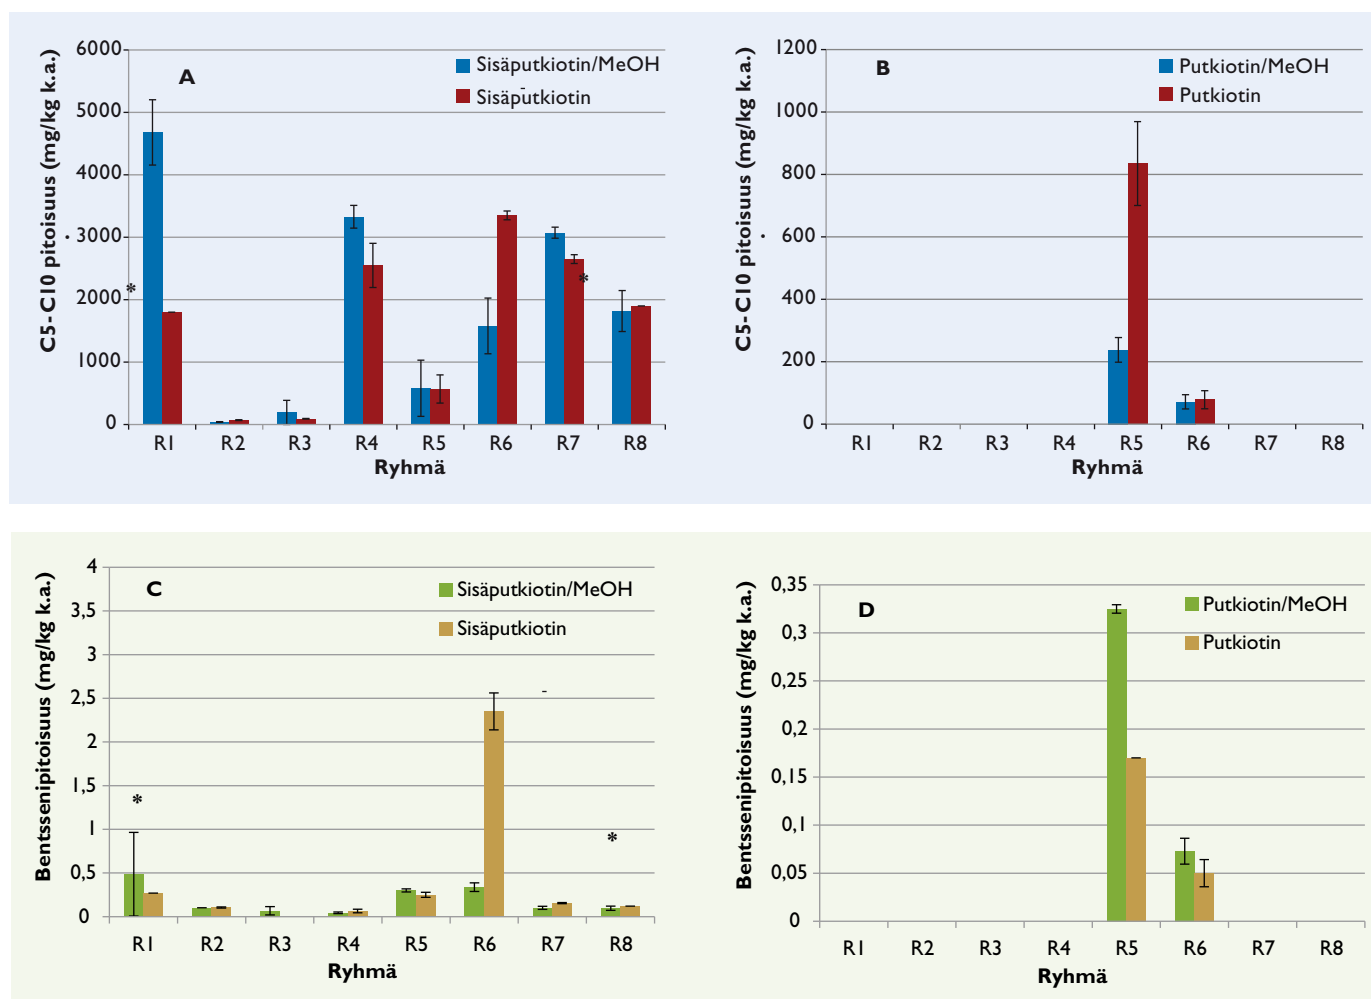 A
Sisäputkiotin/MeOH
Sisäputkiotin
C5-C10 pitoisuus (mg/kg k.a.)
6000
5000
4000
3000
2000
1000
0
*
*
R1 R2 R3 R4 R5 R6 R7 R8
Ryhmä
B
Putkiotin/MeOH
Putkiotin
C5-C10 pitoisuus (mg/kg k.a.)
1200
1000
800
600
400
200
0
R1 R2 R3 R4 R5 R6 R7 R8
Ryhmä
C
Sisäputkiotin/MeOH
Sisäputkiotin
Bentssenipitoisuus (mg/kg k.a.)
4
3,5
3
2,5
2
1,5
1
0,5
0
*
*
R1 R2 R3 R4 R5 R6 R7 R8
Ryhmä
D
Putkiotin/MeOH
Putkiotin
Bentssenipitoisuus (mg/kg k.a.)
0,35
0,3
0,25
0,2
0,15
0,1
0,05
0
R1 R2 R3 R4 R5 R6 R7 R8
Ryhmä